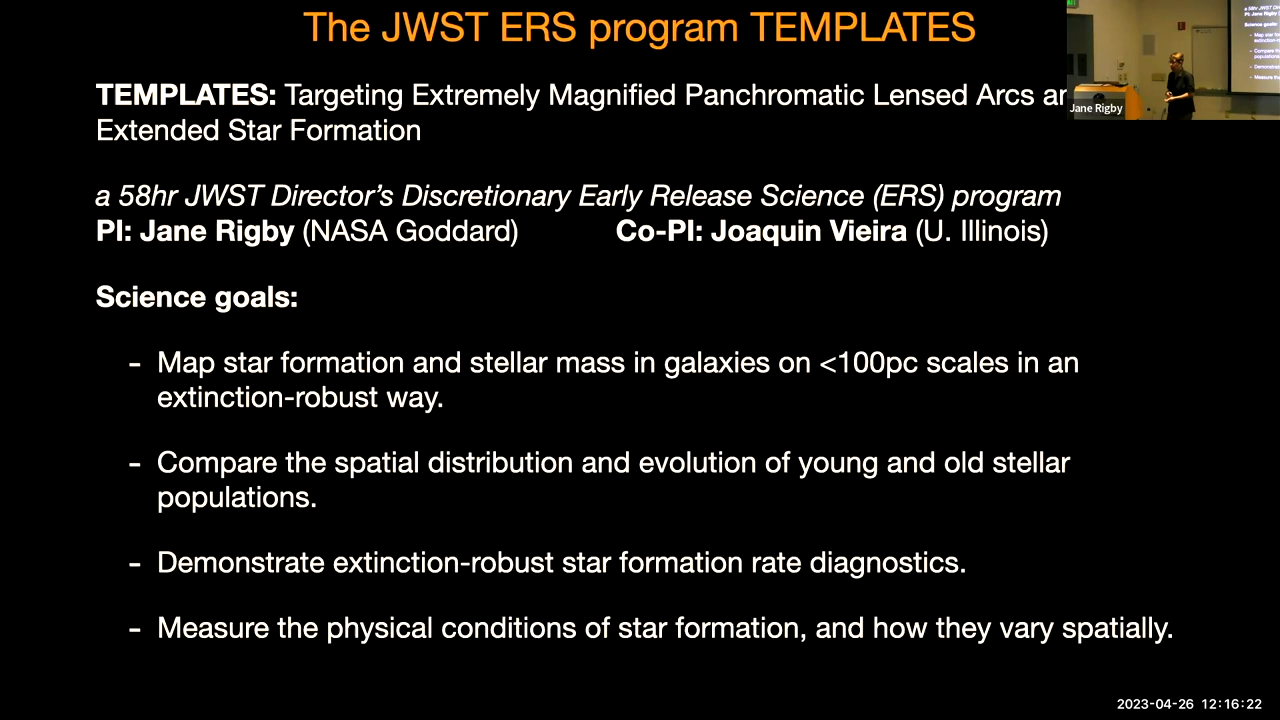 The JWST ERS program TEMPLATES
TEMPLATES: Targeting Extremely Magnified Panchromatic Lensed Arcs
Extended Star Formation
a 58hr JWST Director's Discretionary Early Release Science (ERS) program
PI: Jane Rigby (NASA Goddard) Co-PI: Joaquin Vieira (U. Illinois)
Science goals:
- Map star formation and stellar mass in galaxies on <100pc scales in an
extinction-robust way.
- Compare the spatial distribution and evolution of young and old stellar
populations.
- Demonstrate extinction-robust star formation rate diagnostics.
- Measure the physical conditions of star formation, and how they vary spatially.
Jane Rigby
2023-04-26 12:16:22